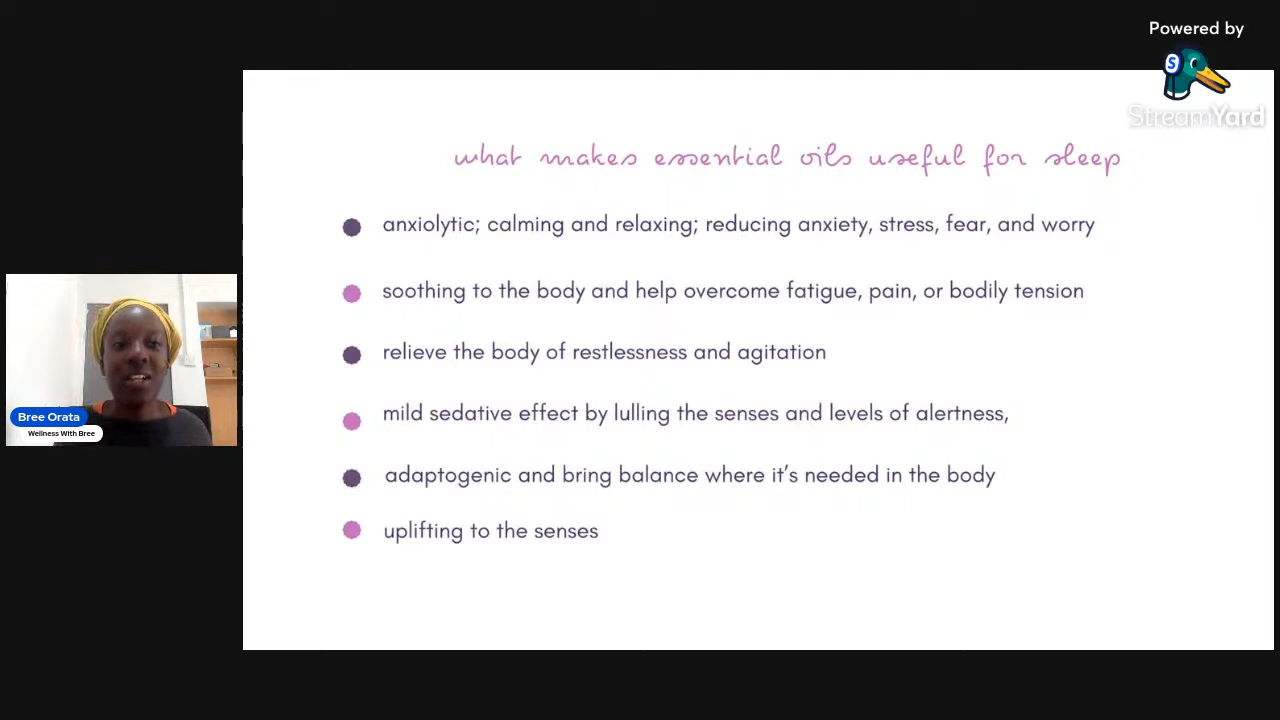 Powered by
StreamYard
what makes essential oils useful for sleep
anxiolytic; calming and relaxing; reducing anxiety, stress, fear, and worry
soothing to the body and help overcome fatigue, pain, or bodily tension
relieve the body of restlessness and agitation
mild sedative effect by lulling the senses and levels of alertness,
adaptogenic and bring balance where it’s needed in the body
uplifting to the senses
Bree Orata
Wellness With Bree